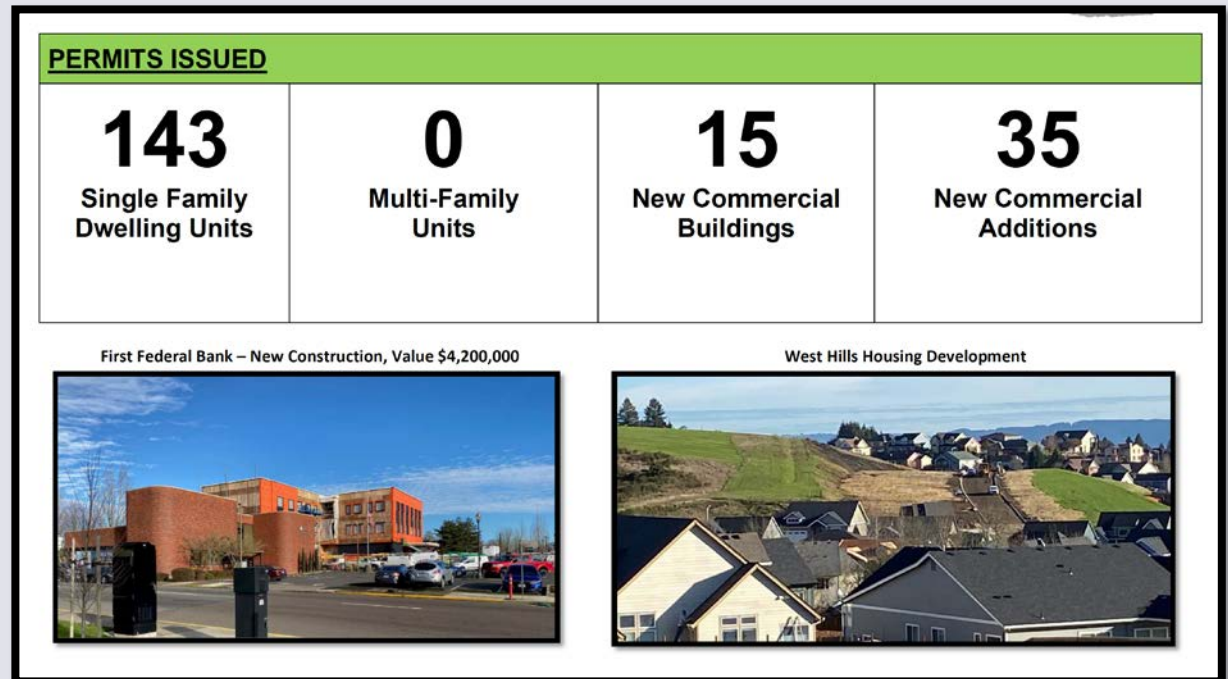 PERMITS ISSUED
143
Single Family
Dwelling Units
0
Multi-Family
Units
15
New Commercial
Buildings
35
New Commercial
Additions
First Federal Bank – New Construction, Value $4,200,000
West Hills Housing Development